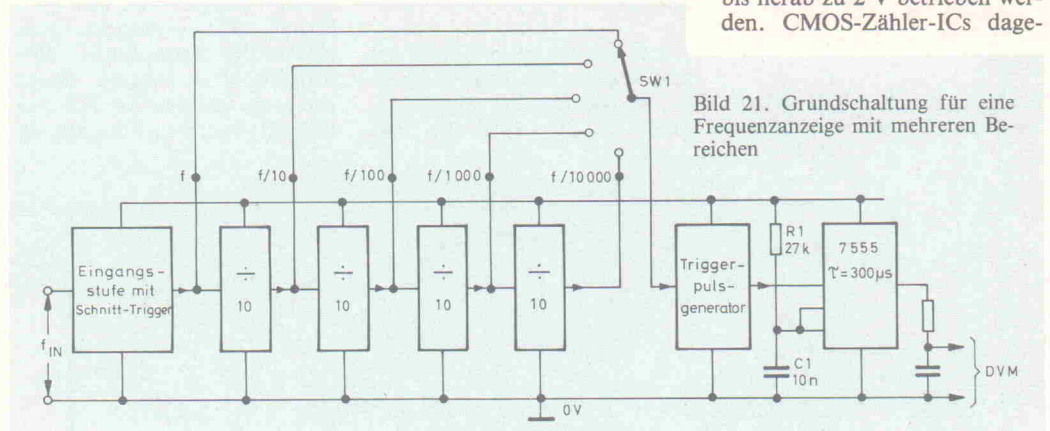 bis herab zu 2 V betrieben wer-
den. CMOS-Zähler-ICs dage-
SW1
Bild 21. Grundschaltung für eine
Frequenzanzeige mit mehreren Be-
reichen
f f/10 f/100 f/1000 f/10000
Eingangs-
stufe mit
Schnitt-Trigger
÷
10
÷
10
÷
10
÷
10
Trigger-
puls-
generator
R1
27k
7555
τ=300µs
f IN
C1
10n
DVM
0V